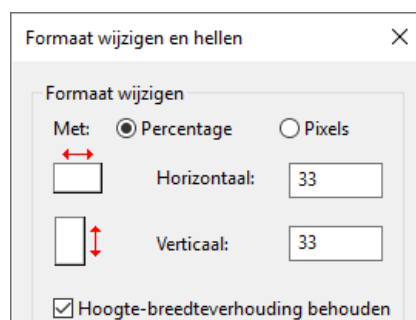 Formaat wijzigen en hellen
Formaat wijzigen
Met: Percentage Pixels
Horizontaal: 33
Verticaal: 33
Hoogte-breedteverhouding behouden